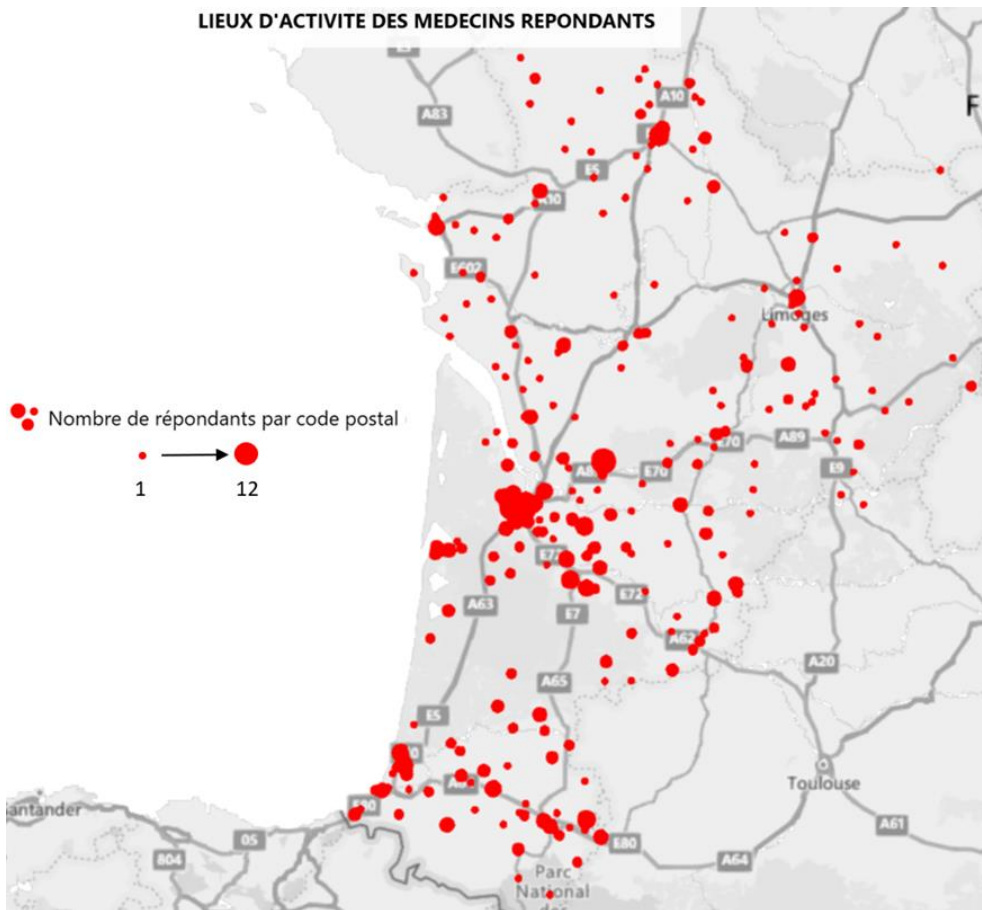 LIEUX D'ACTIVITE DES MEDECINS REPONDANTS
A83
A10
F
E5
A10
E602
Limoges
Nombre de répondants par code postal
1
12
E70
A89
E70
E9
E72
A63
E72
E7
A62
A20
A65
E5
Toulouse
E80
A61
Santander
05
E80
804
A64
Parc
National
des